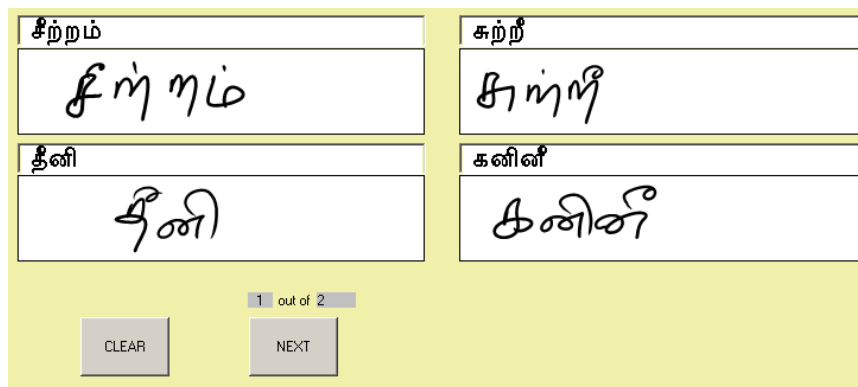 சீற்றம்
சுற்றீ
சீற்றம்
சுற்றீ
தீனி
கனினீ
தீனி
கனினீ
1 out of 2
CLEAR
NEXT